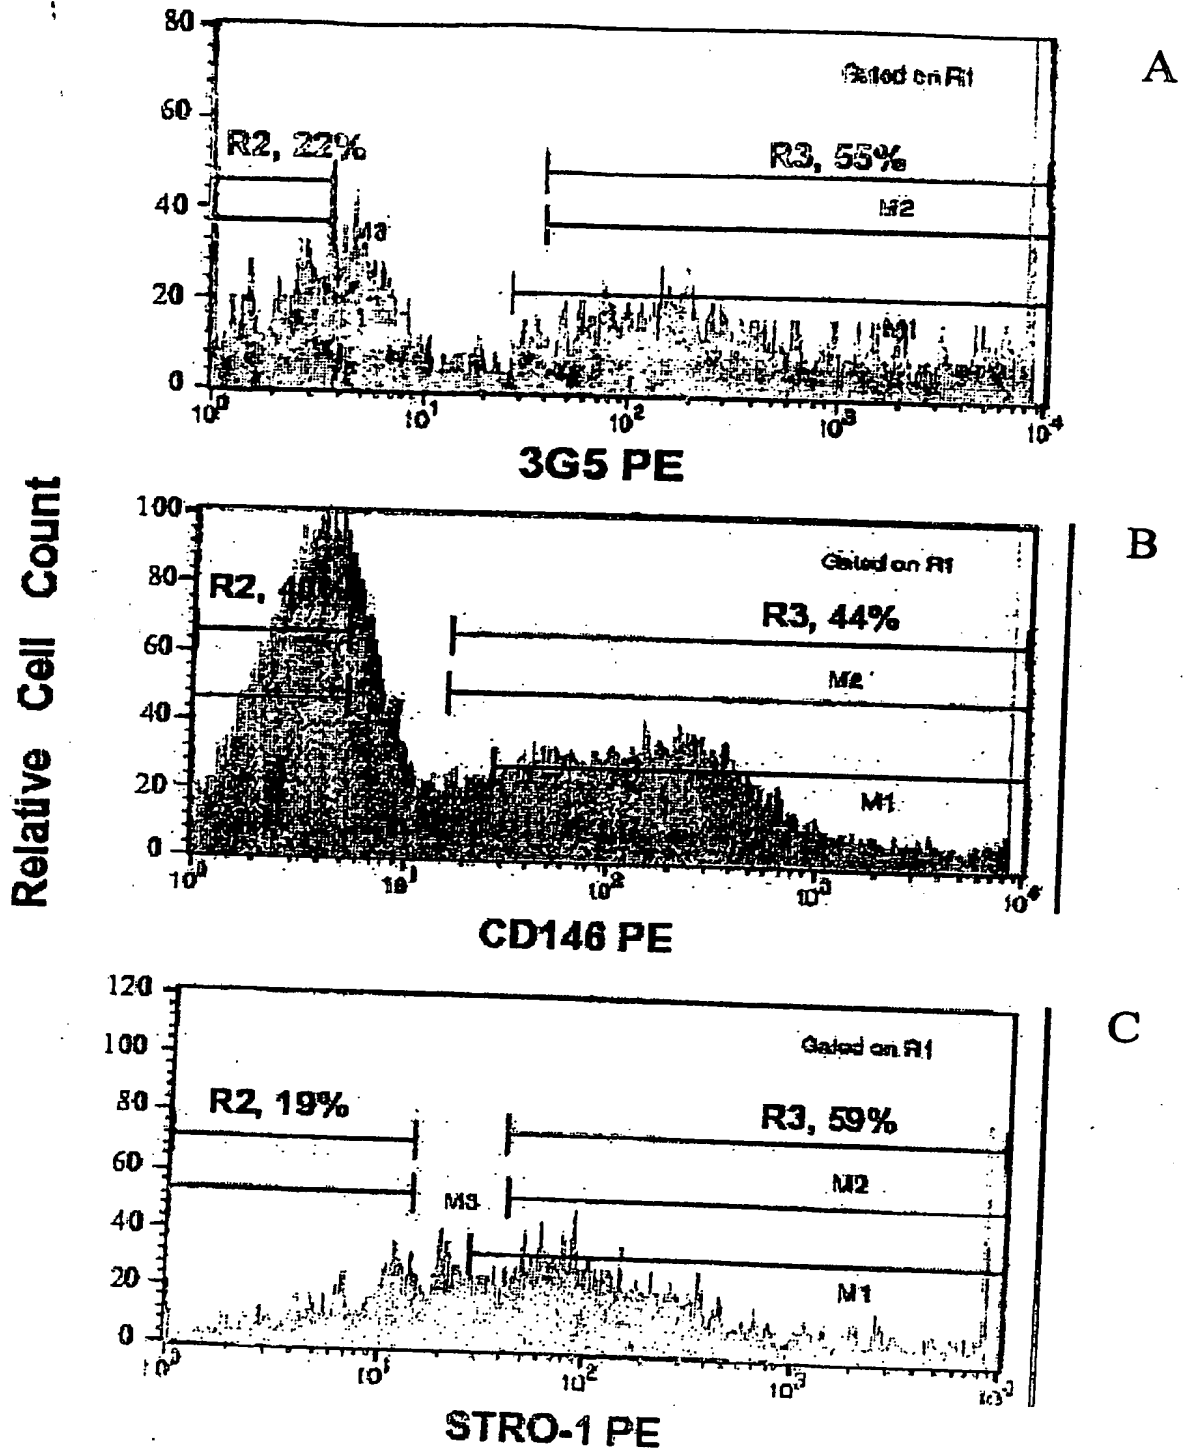 80
A
Gated on R1
60
R2, 22%
R3, 55%
40
M2
20
M1
0
10⁰ 10¹ 10² 10³ 10⁴
3G5 PE
Relative Cell Count
100
B
Gated on R1
80
R2,
R3, 44%
60
M2
40
20
M1
0
10⁰ 10¹ 10² 10³ 10⁴
CD146 PE
120
C
100
Gated on R1
80
R2, 19%
R3, 59%
60
M3
M2
40
20
M1
0
10⁰ 10¹ 10² 10³
STRO-1 PE